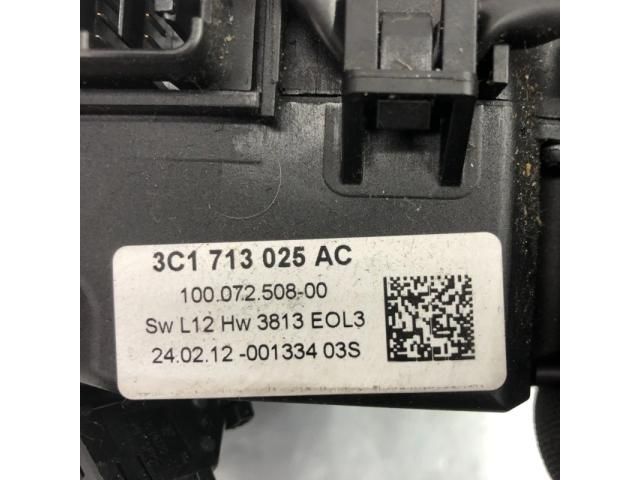 3C1 713 025 AC
100.072.508-00
Sw L12 Hw 3813 EOL3
24.02.12 -001334 03S